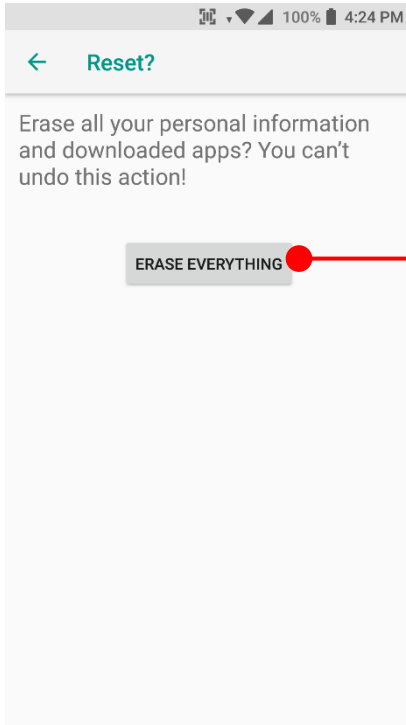 100% 4:24 PM
Reset?
Erase all your personal information
and downloaded apps? You can’t
undo this action!
ERASE EVERYTHING